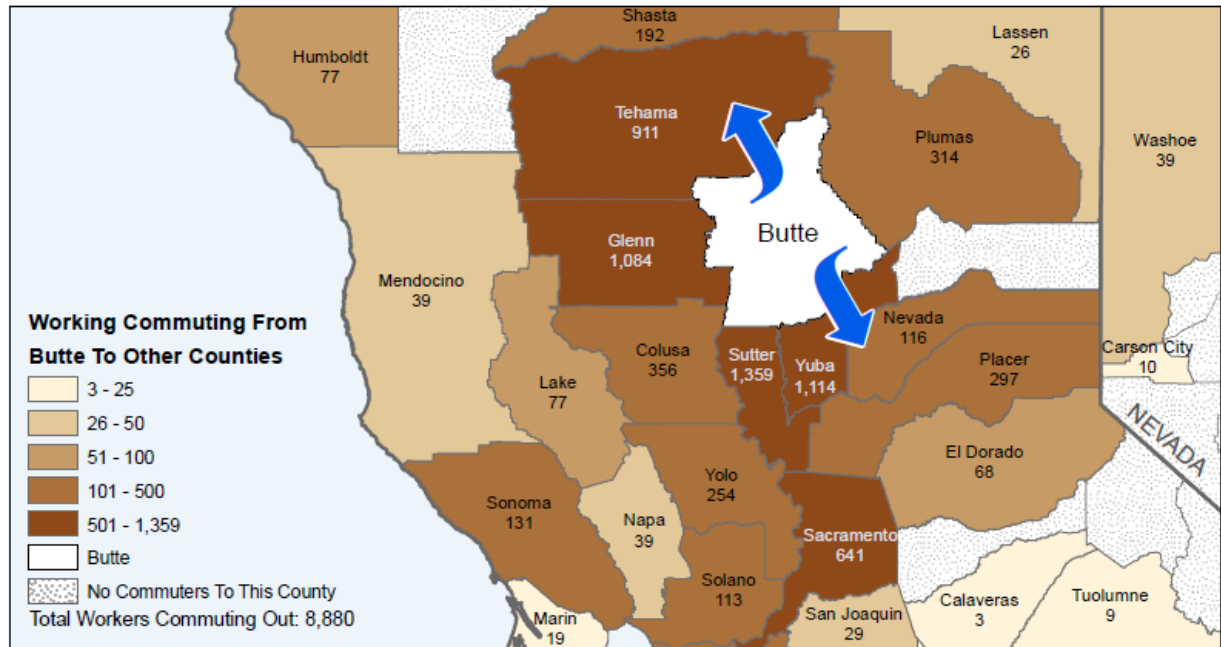 Shasta
192
Lassen
26
Humboldt
77
Tehama
911
Plumas
314
Washoe
39
Butte
Glenn
1,084
Mendocino
39
Nevada
116
Colusa
356
Sutter
1,359
Yuba
1,114
Placer
297
Carson City
10
Lake
77
NEVADA
El Dorado
68
Yolo
254
Sonoma
131
Napa
39
Sacramento
641
Solano
113
Marin
19
San Joaquin
29
Calaveras
3
Tuolumne
9
Working Commuting From
Butte To Other Counties
3 - 25
26 - 50
51 - 100
101 - 500
501 - 1,359
Butte
No Commuters To This County
Total Workers Commuting Out: 8,880